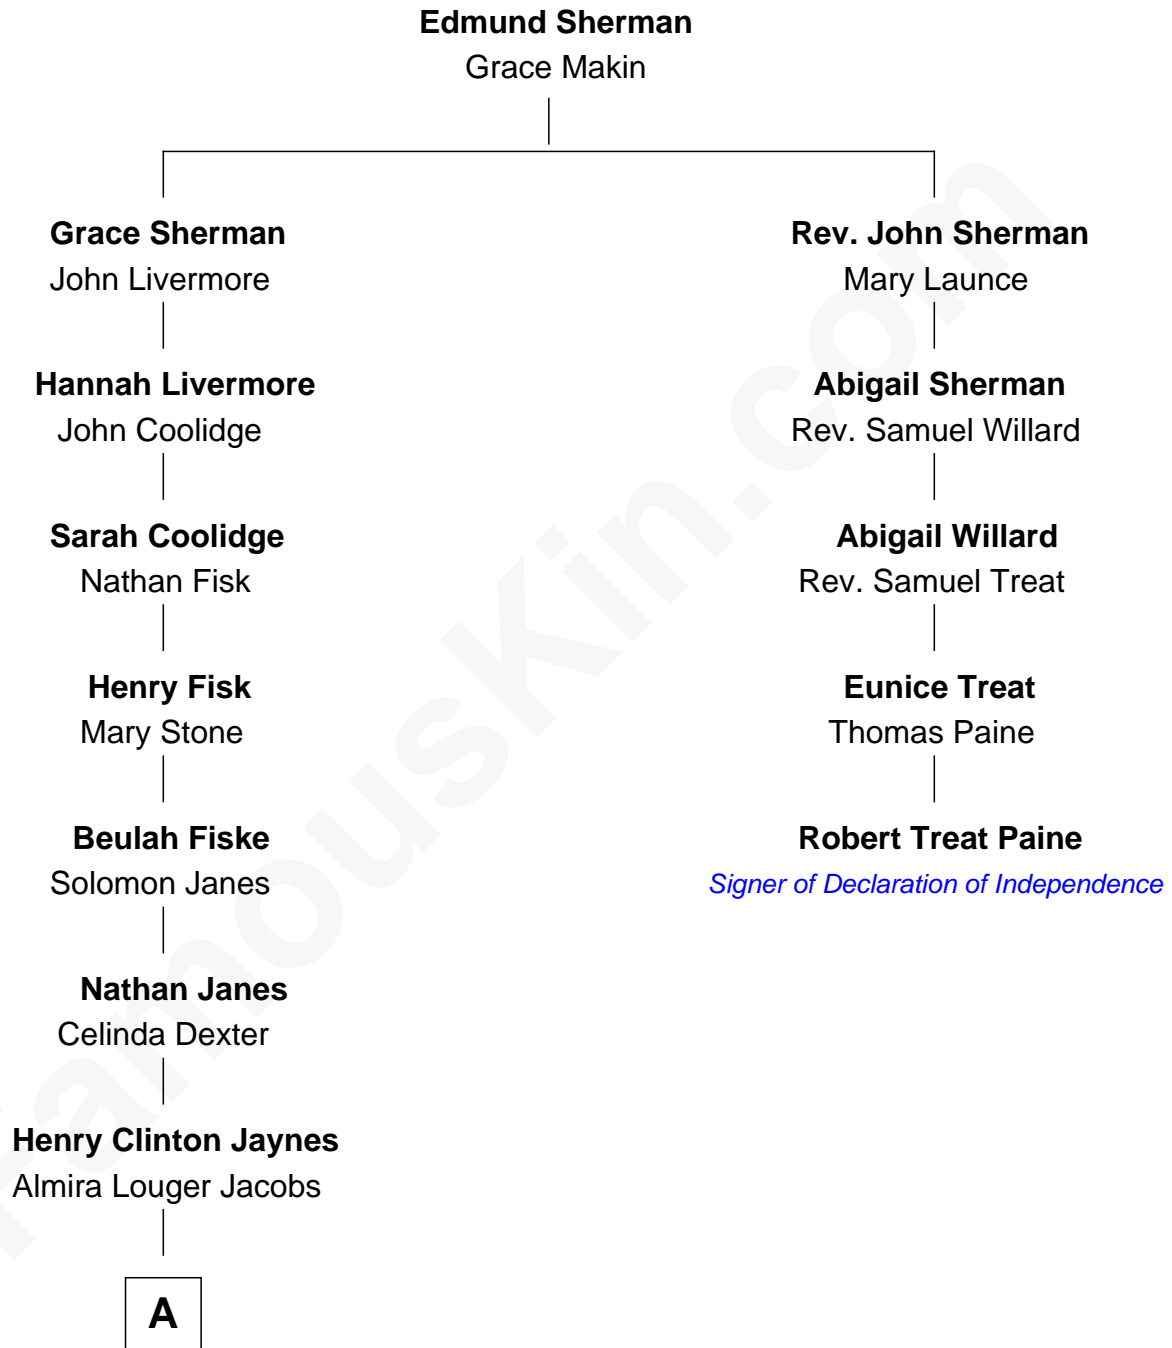 Edmund Sherman
Grace Makin
Grace Sherman
John Livermore
Rev. John Sherman
Mary Launce
Hannah Livermore
John Coolidge
Abigail Sherman
Rev. Samuel Willard
Sarah Coolidge
Nathan Fisk
Abigail Willard
Rev. Samuel Treat
Henry Fisk
Mary Stone
Eunice Treat
Thomas Paine
Beulah Fiske
Solomon Janes
Robert Treat Paine
Signer of Declaration of Independence
Nathan Janes
Celinda Dexter
Henry Clinton Jaynes
Almira Louger Jacobs
A
FamousKin.com